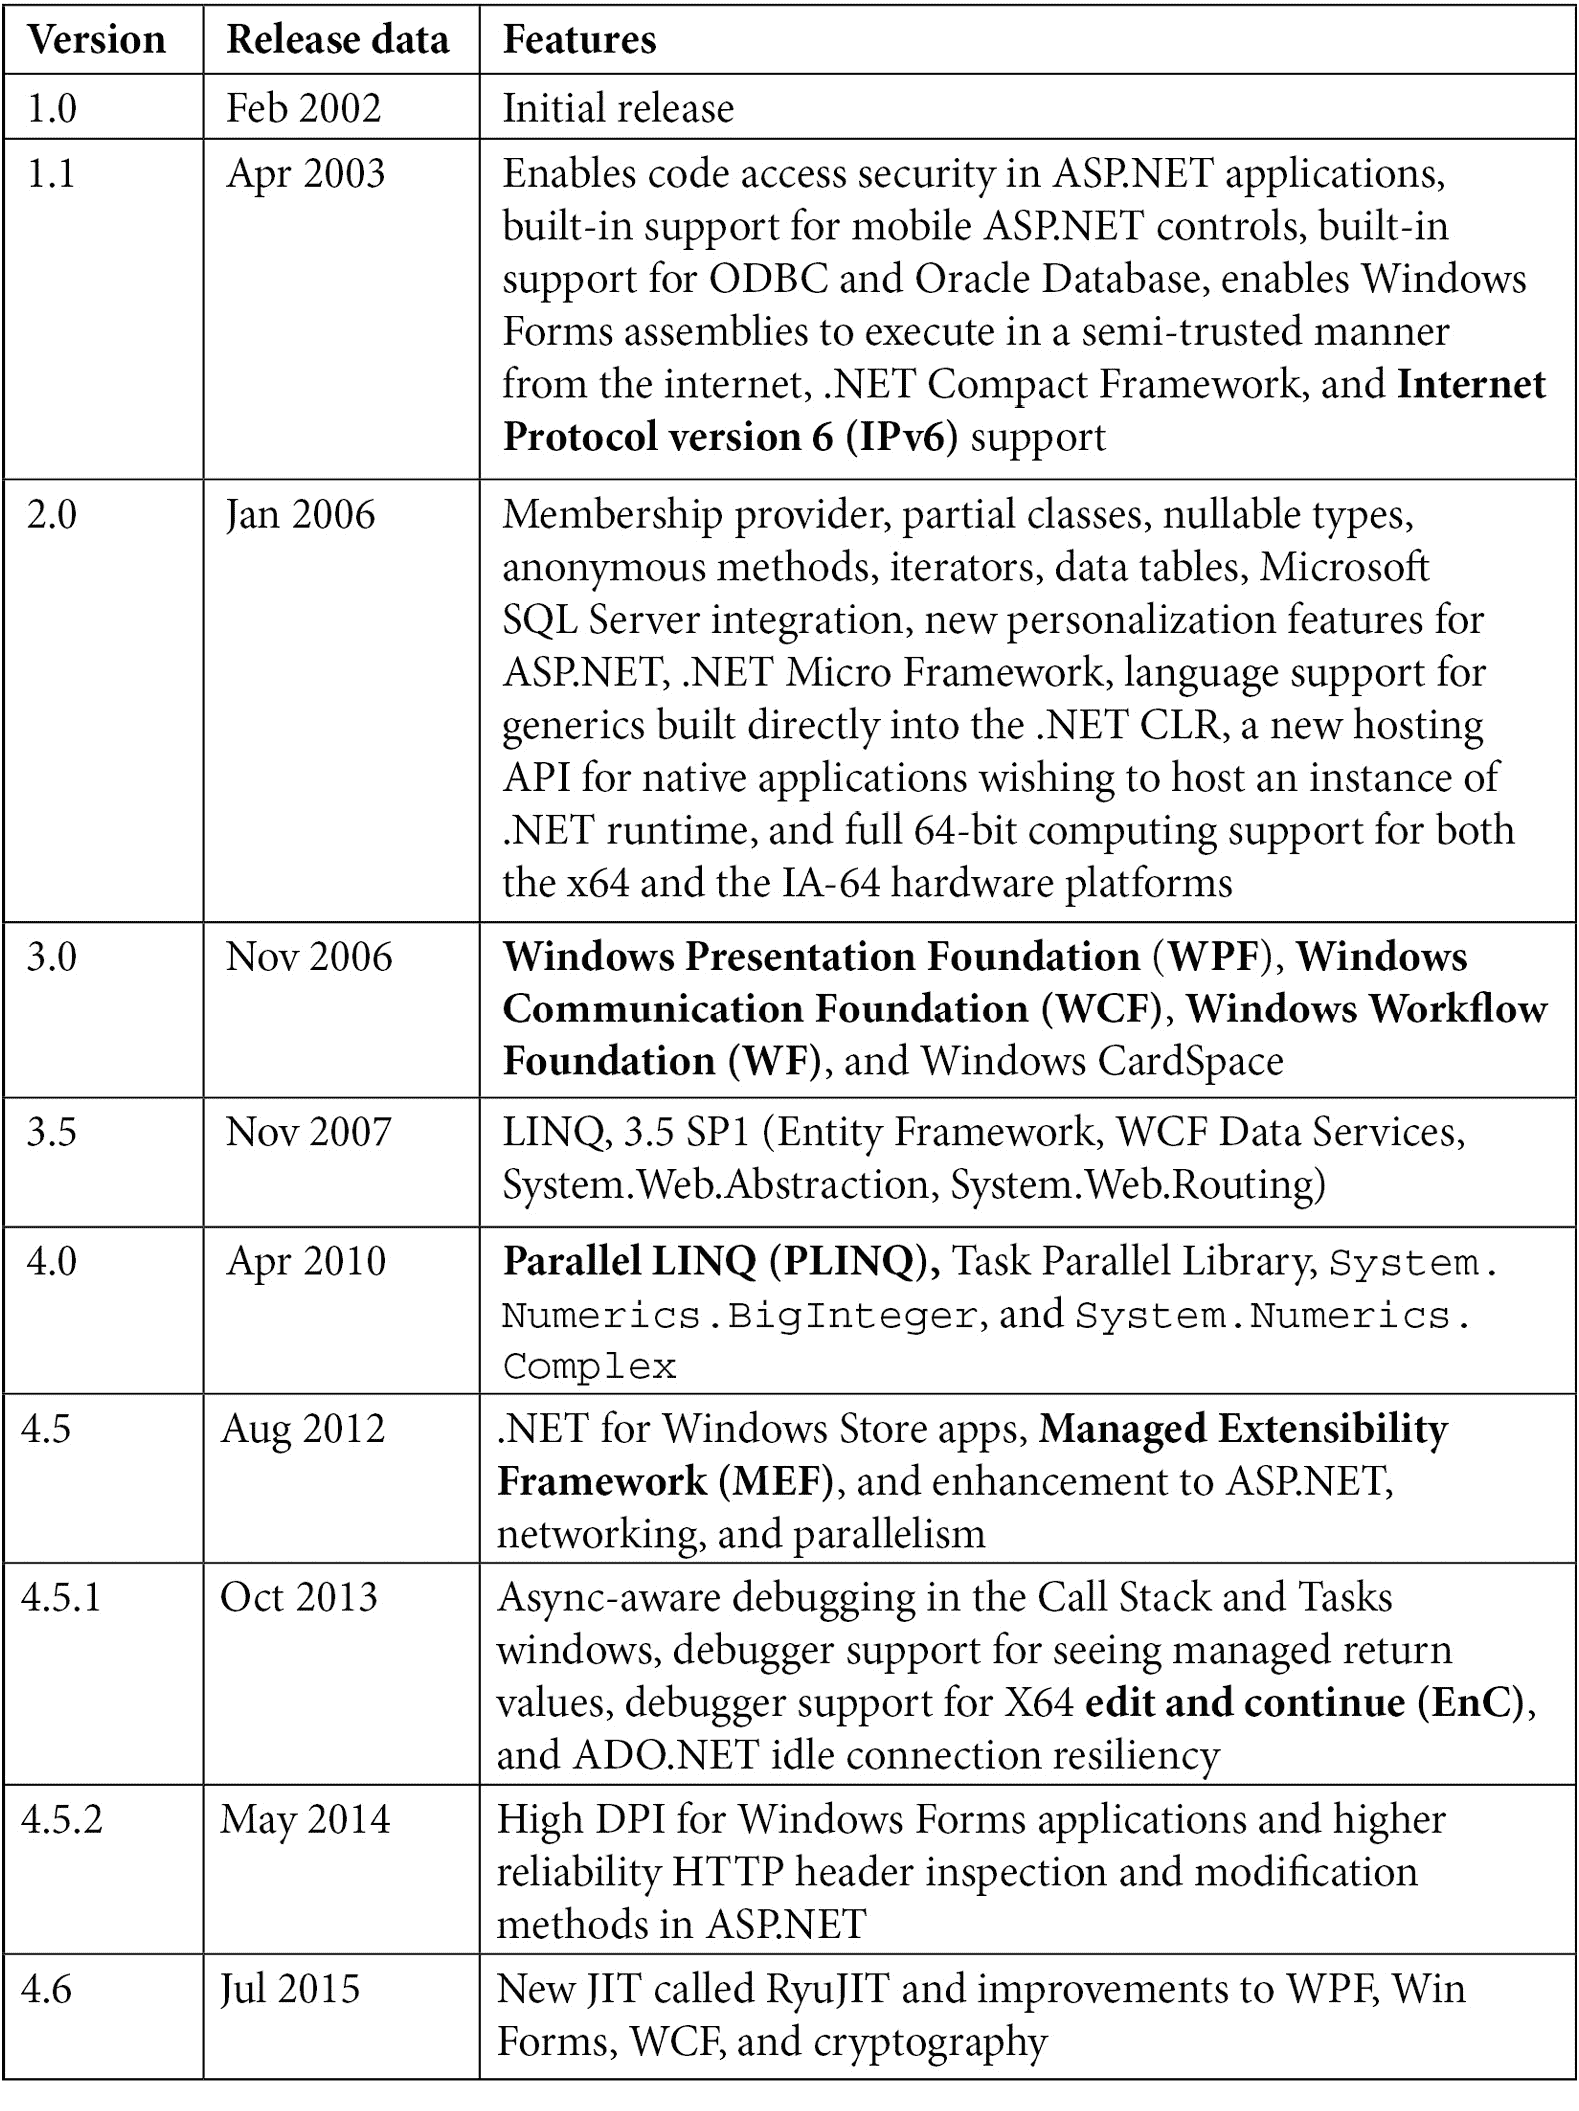 Version Release data Features
1.0 Feb 2002 Initial release
1.1 Apr 2003 Enables code access security in ASP.NET applications,
built-in support for mobile ASP.NET controls, built-in
support for ODBC and Oracle Database, enables Windows
Forms assemblies to execute in a semi-trusted manner
from the internet, .NET Compact Framework, and Internet
Protocol version 6 (IPv6) support
2.0 Jan 2006 Membership provider, partial classes, nullable types,
anonymous methods, iterators, data tables, Microsoft
SQL Server integration, new personalization features for
ASP.NET, .NET Micro Framework, language support for
generics built directly into the .NET CLR, a new hosting
API for native applications wishing to host an instance of
.NET runtime, and full 64-bit computing support for both
the x64 and the IA-64 hardware platforms
3.0 Nov 2006 Windows Presentation Foundation (WPF), Windows
Communication Foundation (WCF), Windows Workflow
Foundation (WF), and Windows CardSpace
3.5 Nov 2007 LINQ, 3.5 SP1 (Entity Framework, WCF Data Services,
System.Web.Abstraction, System.Web.Routing)
4.0 Apr 2010 Parallel LINQ (PLINQ), Task Parallel Library, System.
Numerics.BigInteger, and System.Numerics.
Complex
4.5 Aug 2012 .NET for Windows Store apps, Managed Extensibility
Framework (MEF), and enhancement to ASP.NET,
networking, and parallelism
4.5.1 Oct 2013 Async-aware debugging in the Call Stack and Tasks
windows, debugger support for seeing managed return
values, debugger support for X64 edit and continue (EnC),
and ADO.NET idle connection resiliency
4.5.2 May 2014 High DPI for Windows Forms applications and higher
reliability HTTP header inspection and modification
methods in ASP.NET
4.6 Jul 2015 New JIT called RyuJIT and improvements to WPF, Win
Forms, WCF, and cryptography